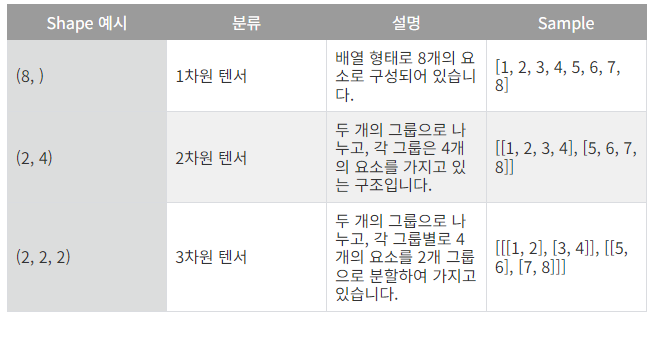 Shape 예시
분류
설명
Sample
(8, )
1차원 텐서
배열 형태로 8개의 요
소로 구성되어 있습니
다.
[1, 2, 3, 4, 5, 6, 7,
8]
(2, 4)
2차원 텐서
두 개의 그룹으로 나
누고, 각 그룹은 4개
의 요소를 가지고 있
는 구조입니다.
[[1, 2, 3, 4], [5, 6, 7,
8]]
(2, 2, 2)
3차원 텐서
두 개의 그룹으로 나
누고, 각 그룹별로 4
개의 요소를 2개 그룹
으로 분할하여 가지고
있습니다.
[[[1, 2], [3, 4]], [[5,
6], [7, 8]]]